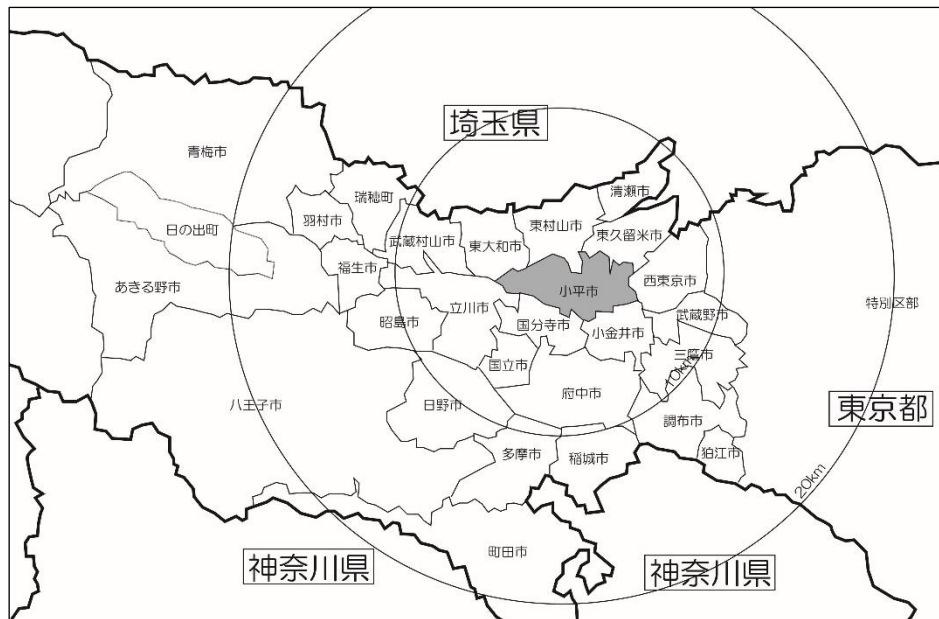 埼玉県
青梅市
清瀬市
瑞穂町
羽村市
東村山市
日の出町
武蔵村山市
東大和市
東久留米市
福生市
あきる野市
小平市
西東京市
特別区部
立川市
昭島市
国分寺市
小金井市
武蔵野市
三鷹市
国立市
10km
府中市
八王子市
日野市
東京都
調布市
多摩市
稲城市
狛江市
20km
町田市
神奈川県
神奈川県